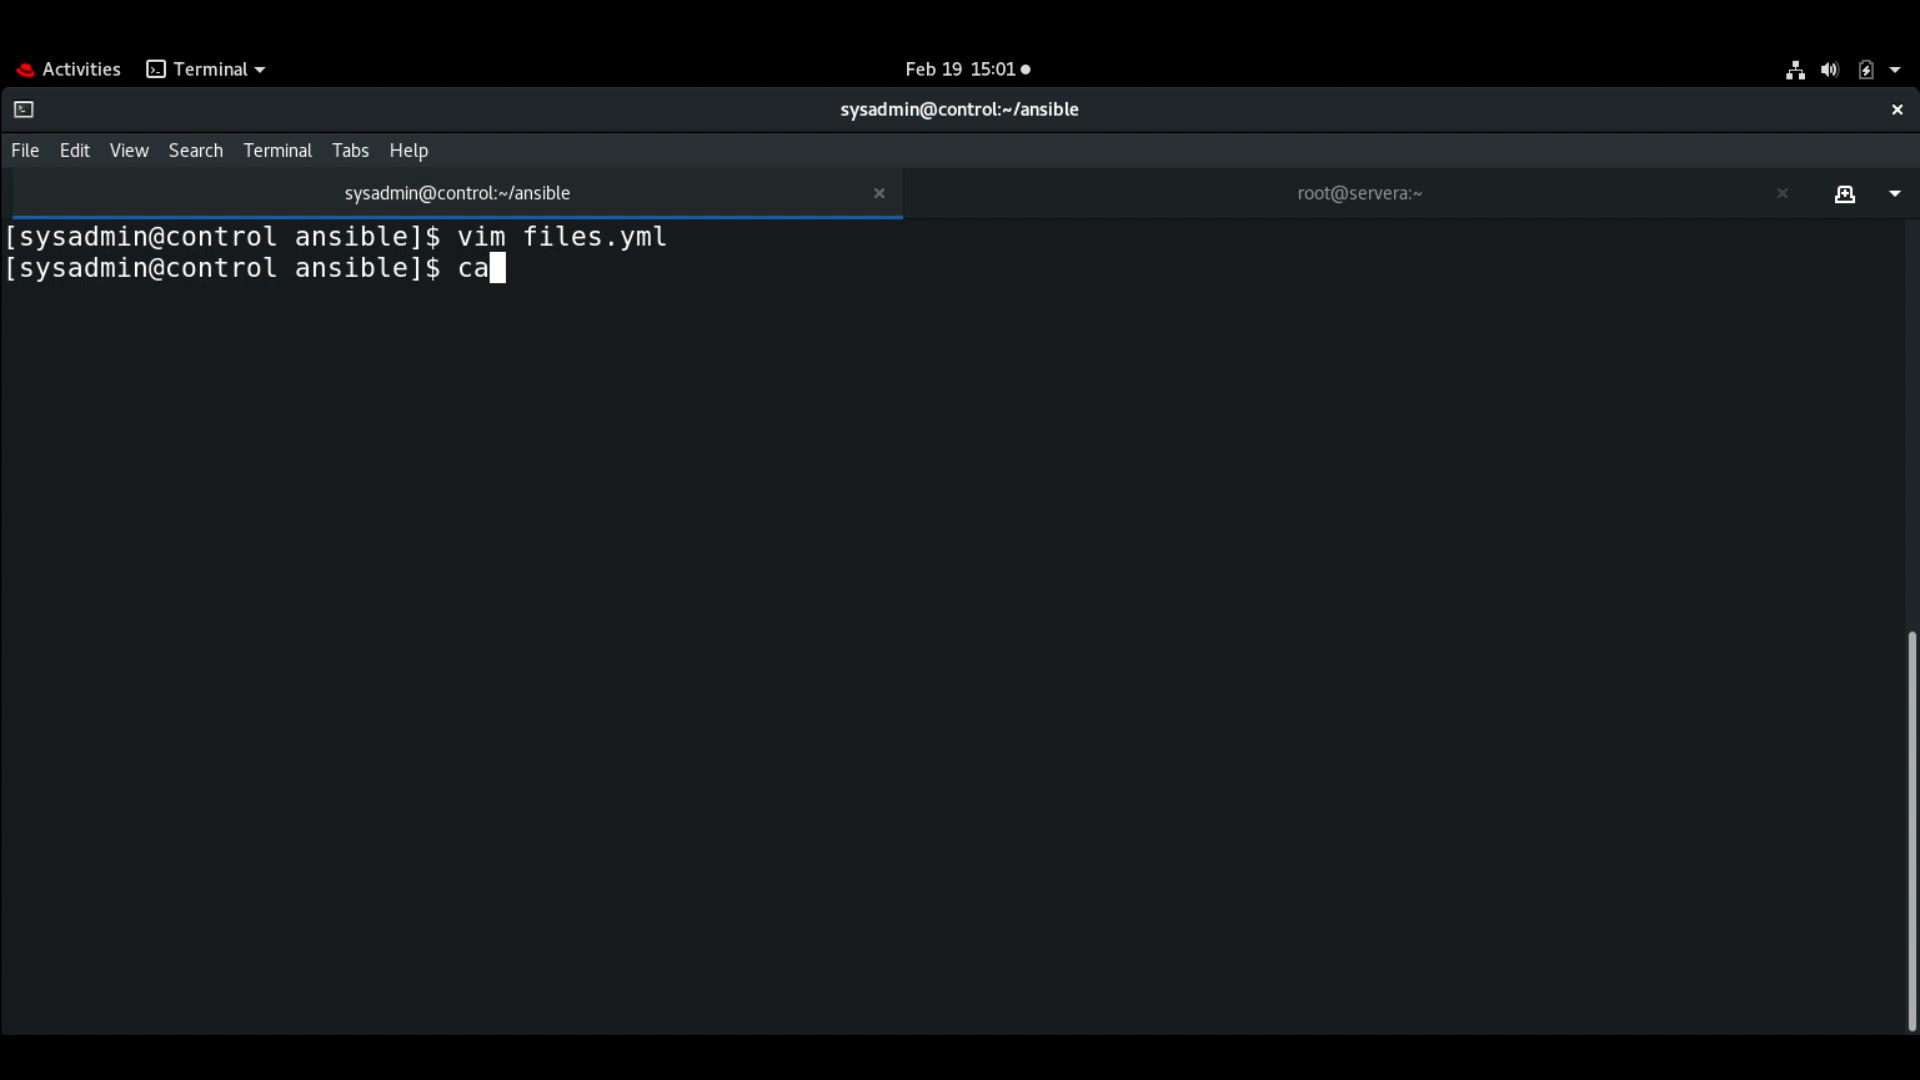 Activities Terminal Feb 19 15:01
sysadmin@control:~/ansible
File Edit View Search Terminal Tabs Help
sysadmin@control:~/ansible root@servera:~
[sysadmin@control ansible]$ vim files.yml
[sysadmin@control ansible]$ ca